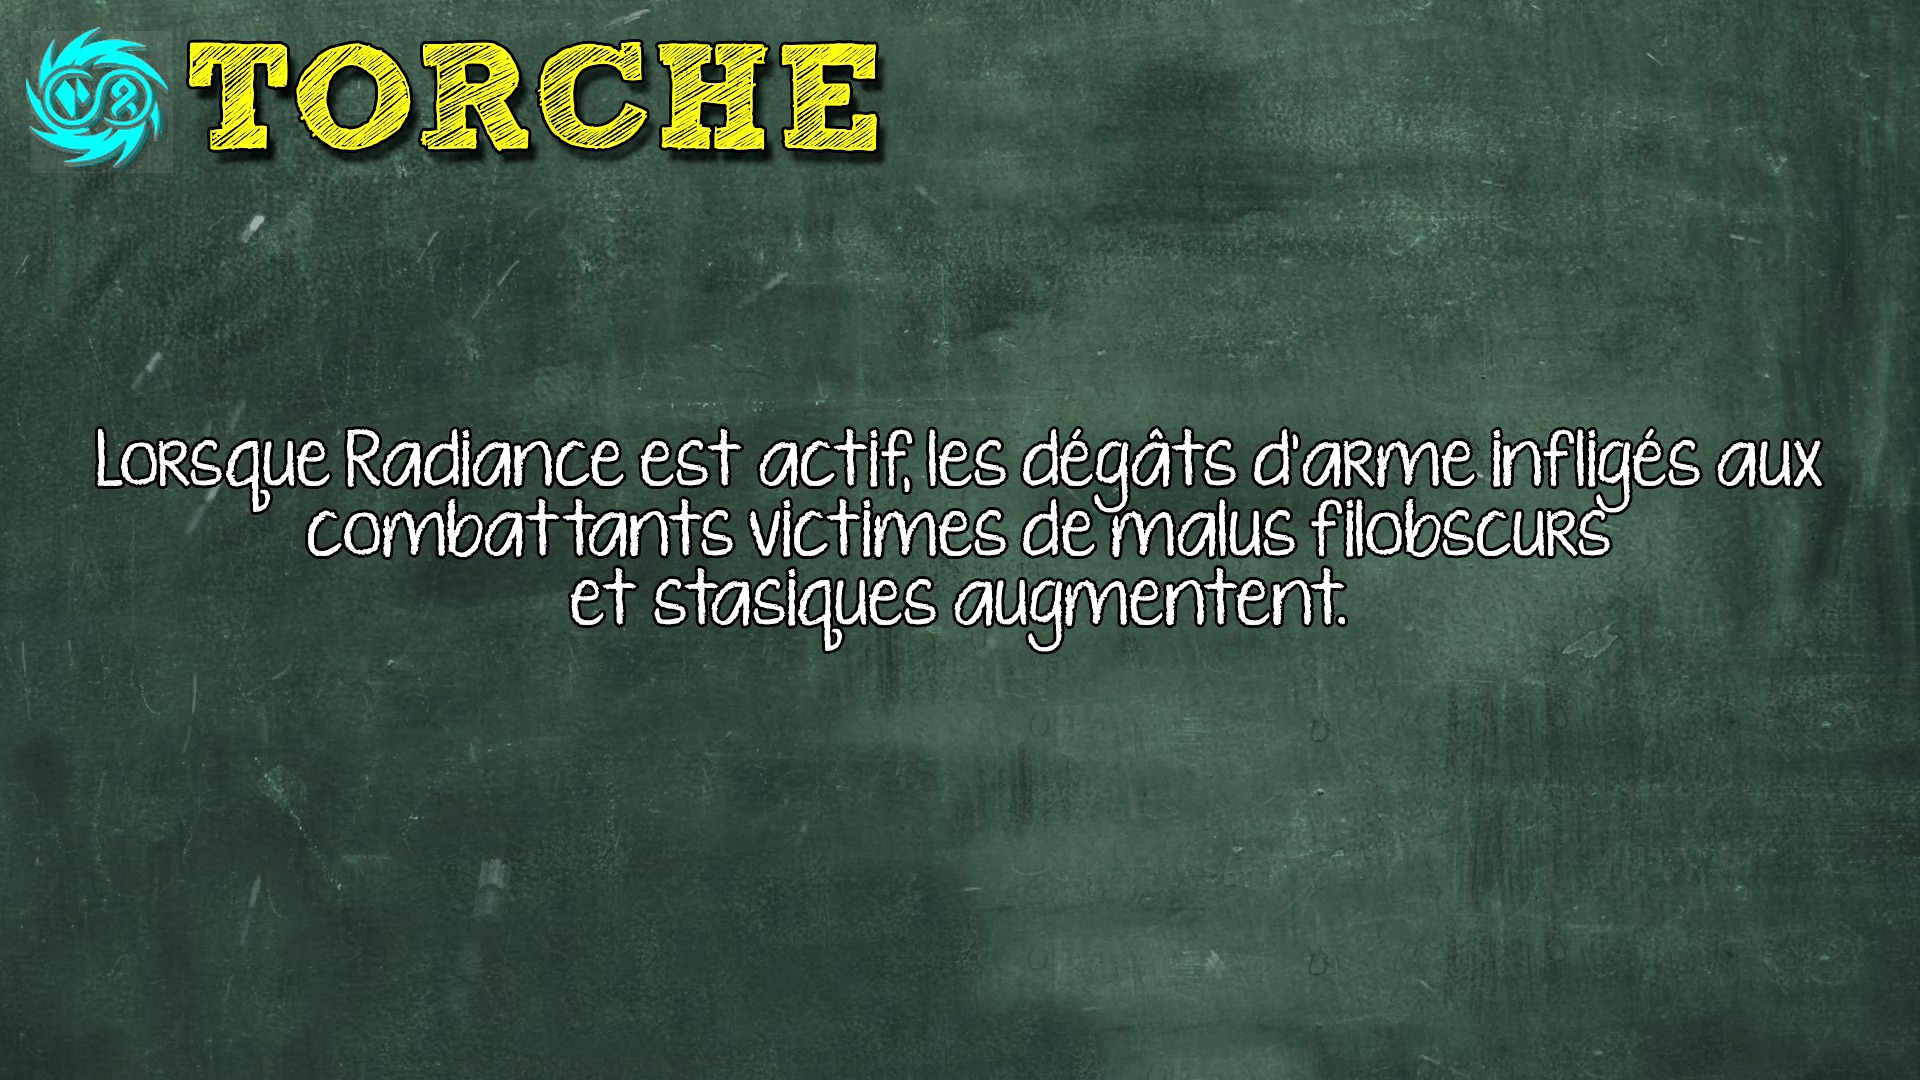 TORCHE
Lorsque Radiance est actif, les dégâts d'arme infligés aux
combattants victimes de malus filobscurs
et stasiques augmentent.